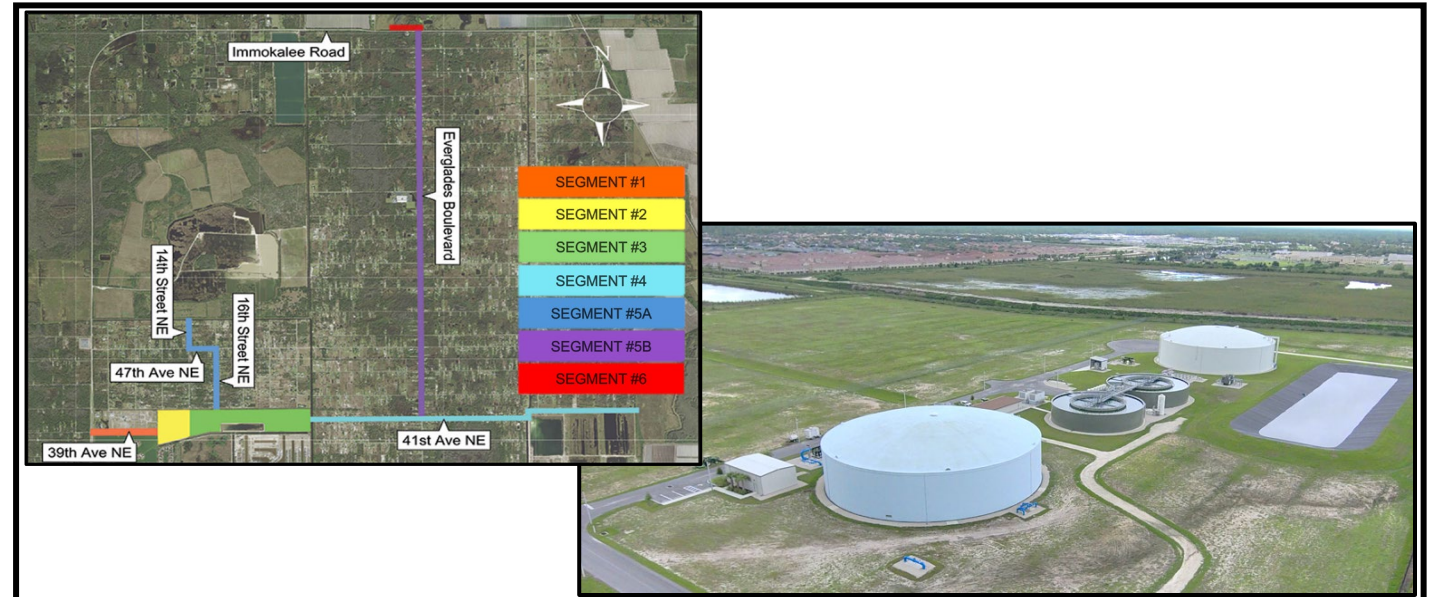 Immokalee Road
N
Everglades Boulevard
SEGMENT #1
SEGMENT #2
SEGMENT #3
SEGMENT #4
SEGMENT #5A
SEGMENT #5B
SEGMENT #6
14th Street NE
16th Street NE
47th Ave NE
41st Ave NE
39th Ave NE